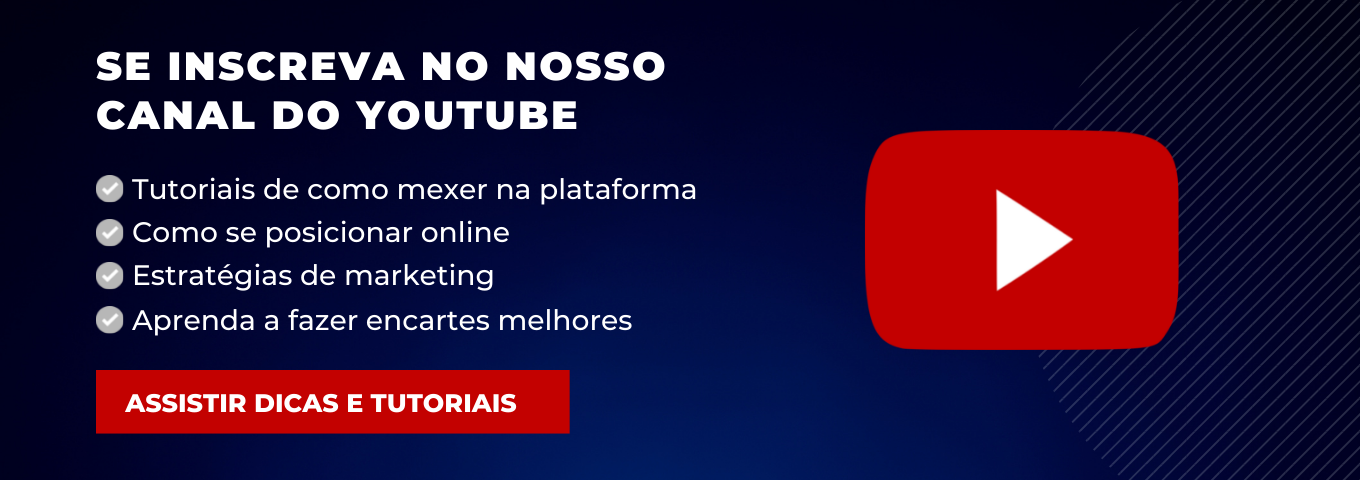 SE INSCREVA NO NOSSO
CANAL DO YOUTUBE
Tutoriais de como mexer na plataforma
Como se posicionar online
Estratégias de marketing
Aprenda a fazer encartes melhores
ASSISTIR DICAS E TUTORIAIS